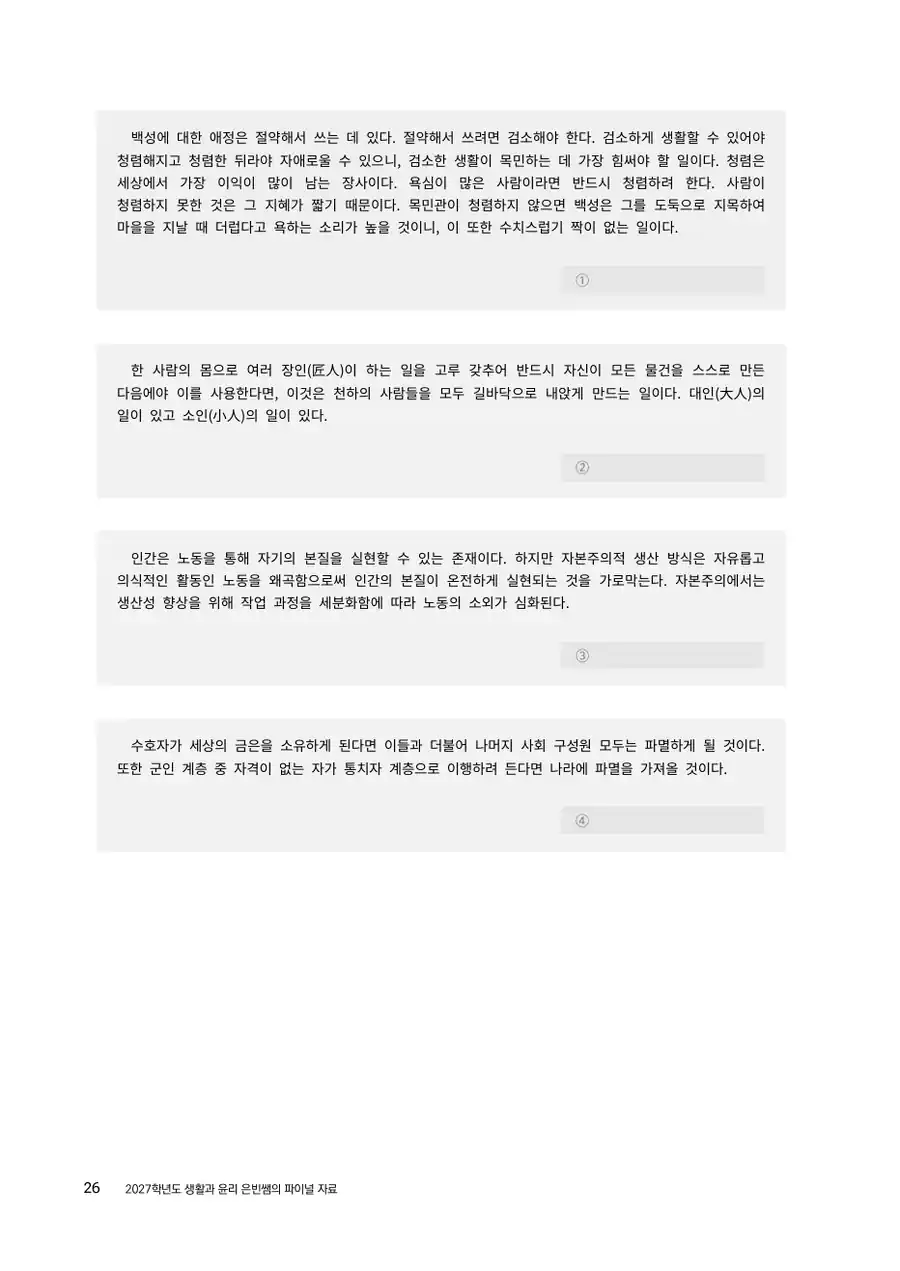 백성에 대한 애정은 절약해서 쓰는 데 있다. 절약해서 쓰려면 검소해야 한다. 검소하게 생활할 수 있어야
청렴해지고 청렴한 뒤라야 자애로울 수 있으니, 검소한 생활이 목민하는 데 가장 힘써야 할 일이다. 청렴은
세상에서 가장 이익이 많이 남는 장사이다. 욕심이 많은 사람이라면 반드시 청렴하려 한다. 사람이
청렴하지 못한 것은 그 지혜가 짧기 때문이다. 목민관이 청렴하지 않으면 백성은 그를 도둑으로 지목하여
마을을 지날 때 더럽다고 욕하는 소리가 높을 것이니, 이 또한 수치스럽기 짝이 없는 일이다.
①
한 사람의 몸으로 여러 장인(匠人)이 하는 일을 고루 갖추어 반드시 자신이 모든 물건을 스스로 만든
다음에야 이를 사용한다면, 이것은 천하의 사람들을 모두 길바닥으로 내앉게 만드는 일이다. 대인(大人)의
일이 있고 소인(小人)의 일이 있다.
②
인간은 노동을 통해 자기의 본질을 실현할 수 있는 존재이다. 하지만 자본주의적 생산 방식은 자유롭고
의식적인 활동인 노동을 왜곡함으로써 인간의 본질이 온전하게 실현되는 것을 가로막는다. 자본주의에서는
생산성 향상을 위해 작업 과정을 세분화함에 따라 노동의 소외가 심화된다.
③
수호자가 세상의 금은을 소유하게 된다면 이들과 더불어 나머지 사회 구성원 모두는 파멸하게 될 것이다.
또한 군인 계층 중 자격이 없는 자가 통치자 계층으로 이행하려 든다면 나라에 파멸을 가져올 것이다.
④
26 2027학년도 생활과 윤리 은빈쌤의 파이널 자료